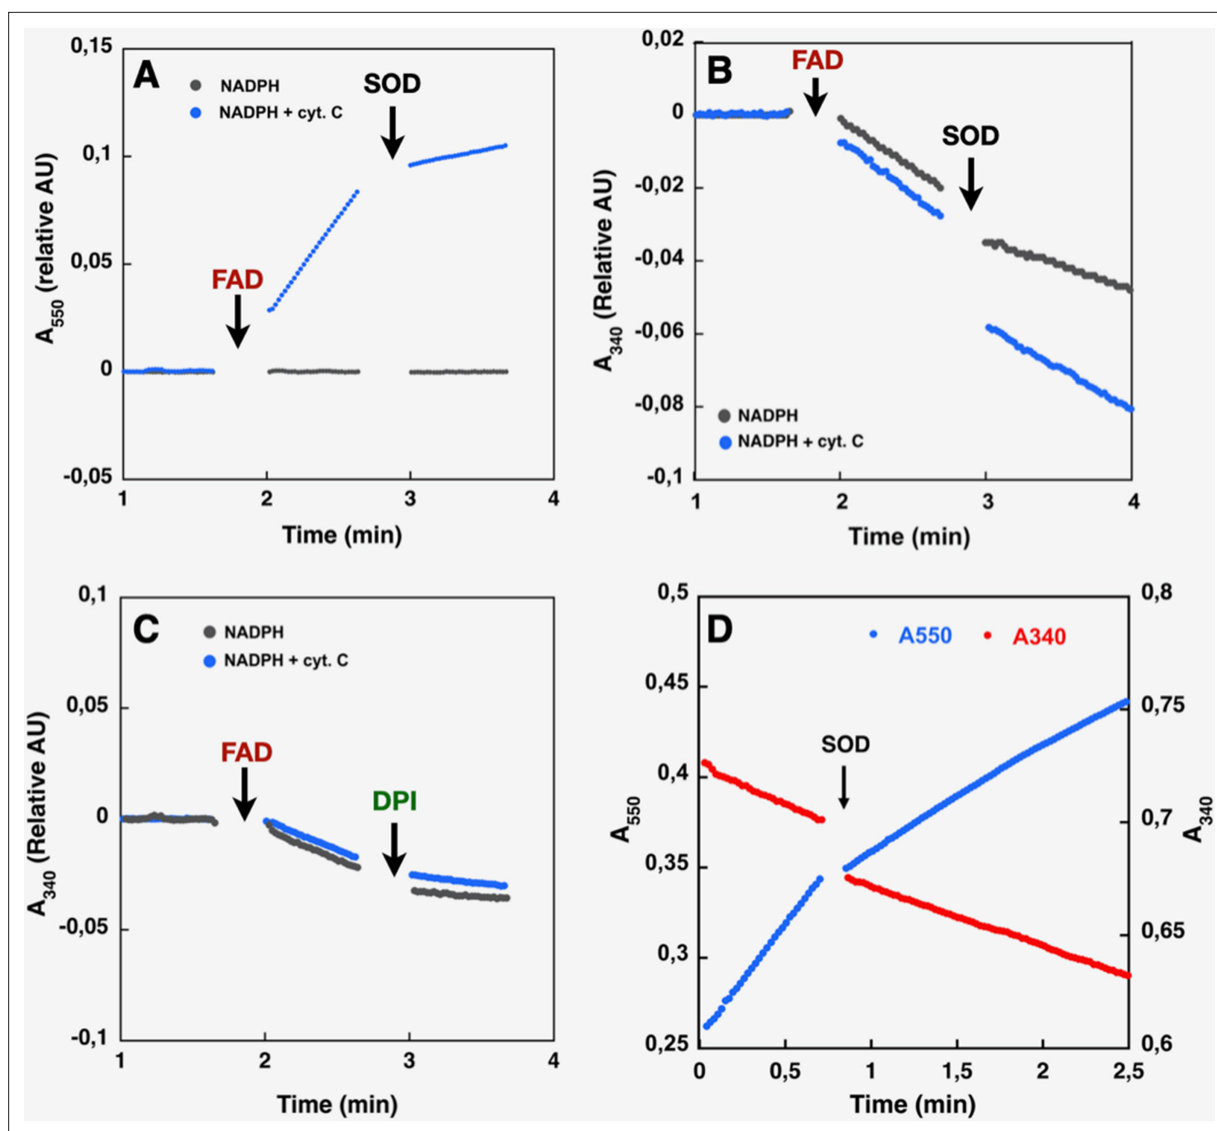 A
NADPH
NADPH + cyt. C
SOD
FAD
0,15
0,1
0,05
0
-0,05
A550 (relative AU)
1 2 3 4
Time (min)
B
FAD
SOD
NADPH
NADPH + cyt. C
0,02
0
-0,02
-0,04
-0,06
-0,08
-0,1
A340 (Relative AU)
1 2 3 4
Time (min)
C
NADPH
NADPH + cyt. C
FAD
DPI
0,1
0,05
0
-0,05
-0,1
A340 (Relative AU)
1 2 3 4
Time (min)
D
A550 A340
SOD
0,5
0,45
0,4
0,35
0,3
0,25
A550
0,8
0,75
0,7
0,65
0,6
A340
0 0,5 1 1,5 2 2,5
Time (min)